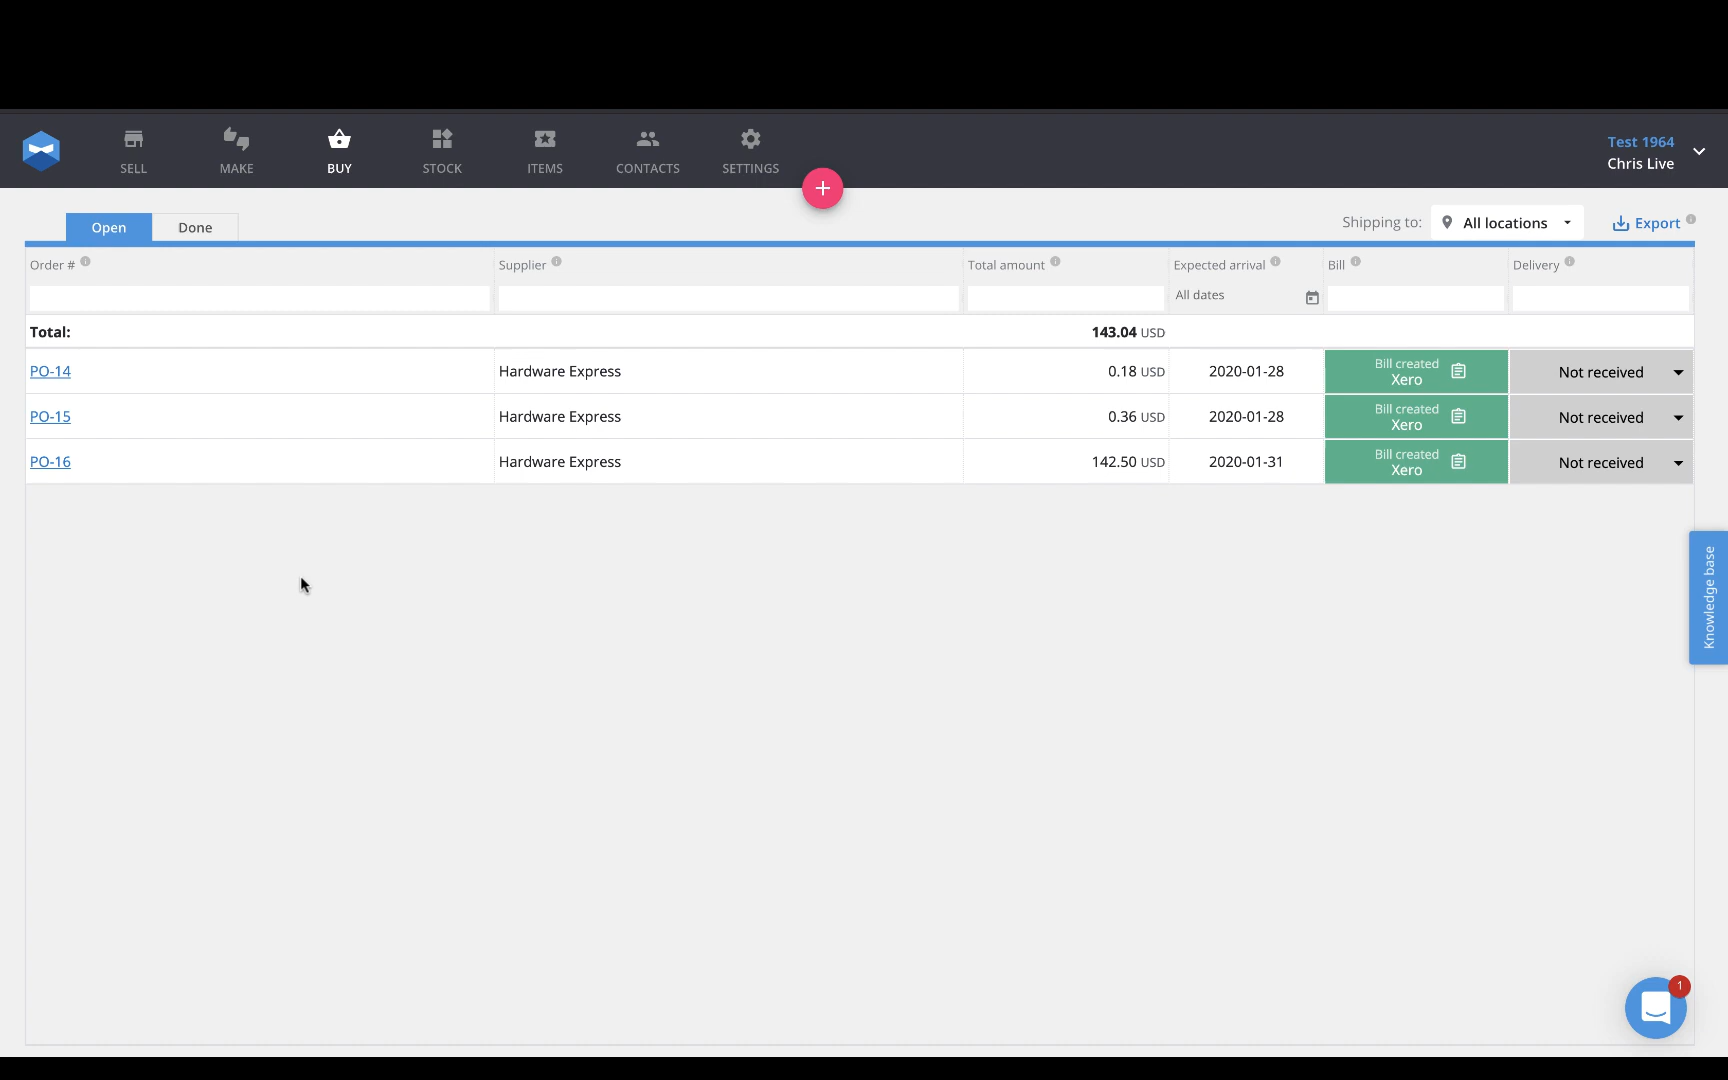 SELL MAKE BUY STOCK ITEMS CONTACTS SETTINGS
Test 1964
Chris Live
+
Open Done Shipping to: All locations Export
Order # Supplier Total amount Expected arrival Bill Delivery
All dates
Total: 143.04 USD
PO-14 Hardware Express 0.18 USD 2020-01-28 Bill created Xero Not received
PO-15 Hardware Express 0.36 USD 2020-01-28 Bill created Xero Not received
PO-16 Hardware Express 142.50 USD 2020-01-31 Bill created Xero Not received
Knowledge base
1